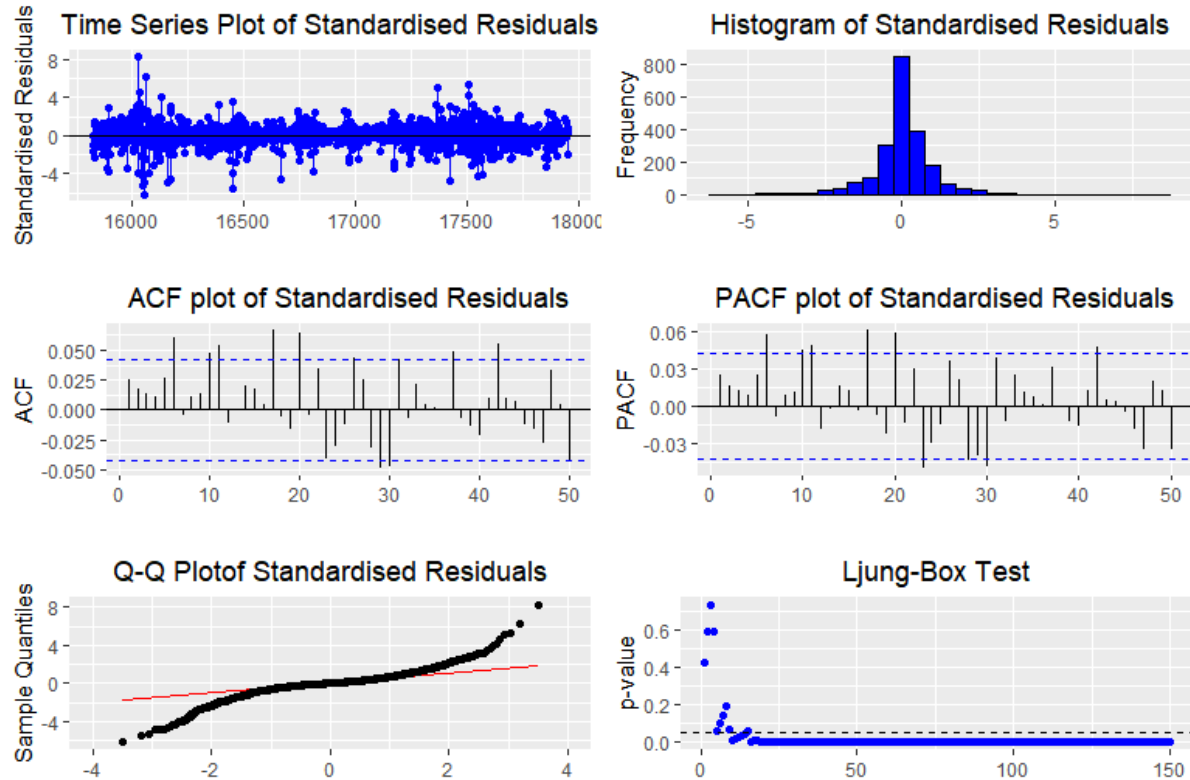 Time Series Plot of Standardised Residuals
Standardised Residuals
8
4
0
-4
16000 16500 17000 17500 18000
Histogram of Standardised Residuals
Frequency
800
600
400
200
0
-5 0 5
ACF plot of Standardised Residuals
ACF
0.050
0.025
0.000
-0.025
-0.050
0 10 20 30 40 50
PACF plot of Standardised Residuals
PACF
0.06
0.03
0.00
-0.03
0 10 20 30 40 50
Q-Q Plotof Standardised Residuals
Sample Quantiles
8
4
0
-4
-4 -2 0 2 4
Ljung-Box Test
p-value
0.6
0.4
0.2
0.0
0 50 100 150